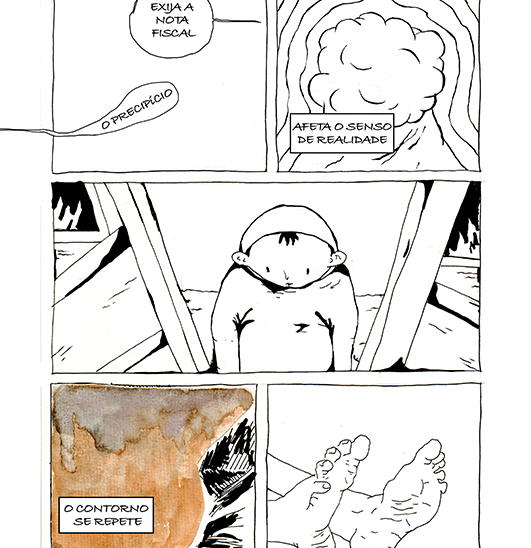 EXIJA A
NOTA
FISCAL
O PRECIPÍCIO
AFETA O SENSO
DE REALIDADE
O CONTORNO
SE REPETE